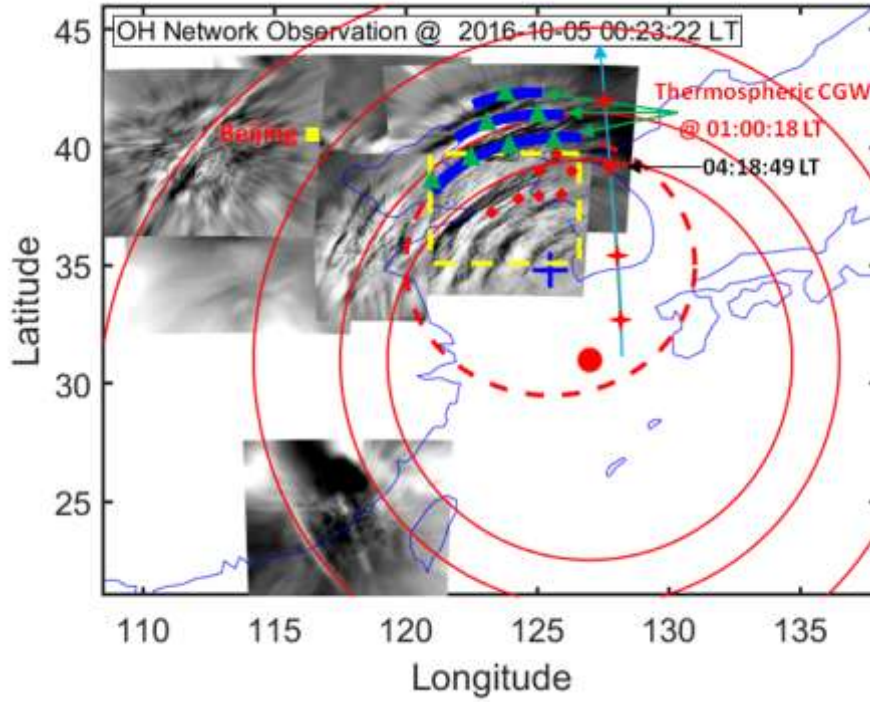 OH Network Observation @ 2016-10-05 00:23:22 LT
Thermospheric CGW
@ 01:00:18 LT
Beijing
04:18:49 LT
45
40
35
30
25
Latitude
110
115
120
125
130
135
Longitude